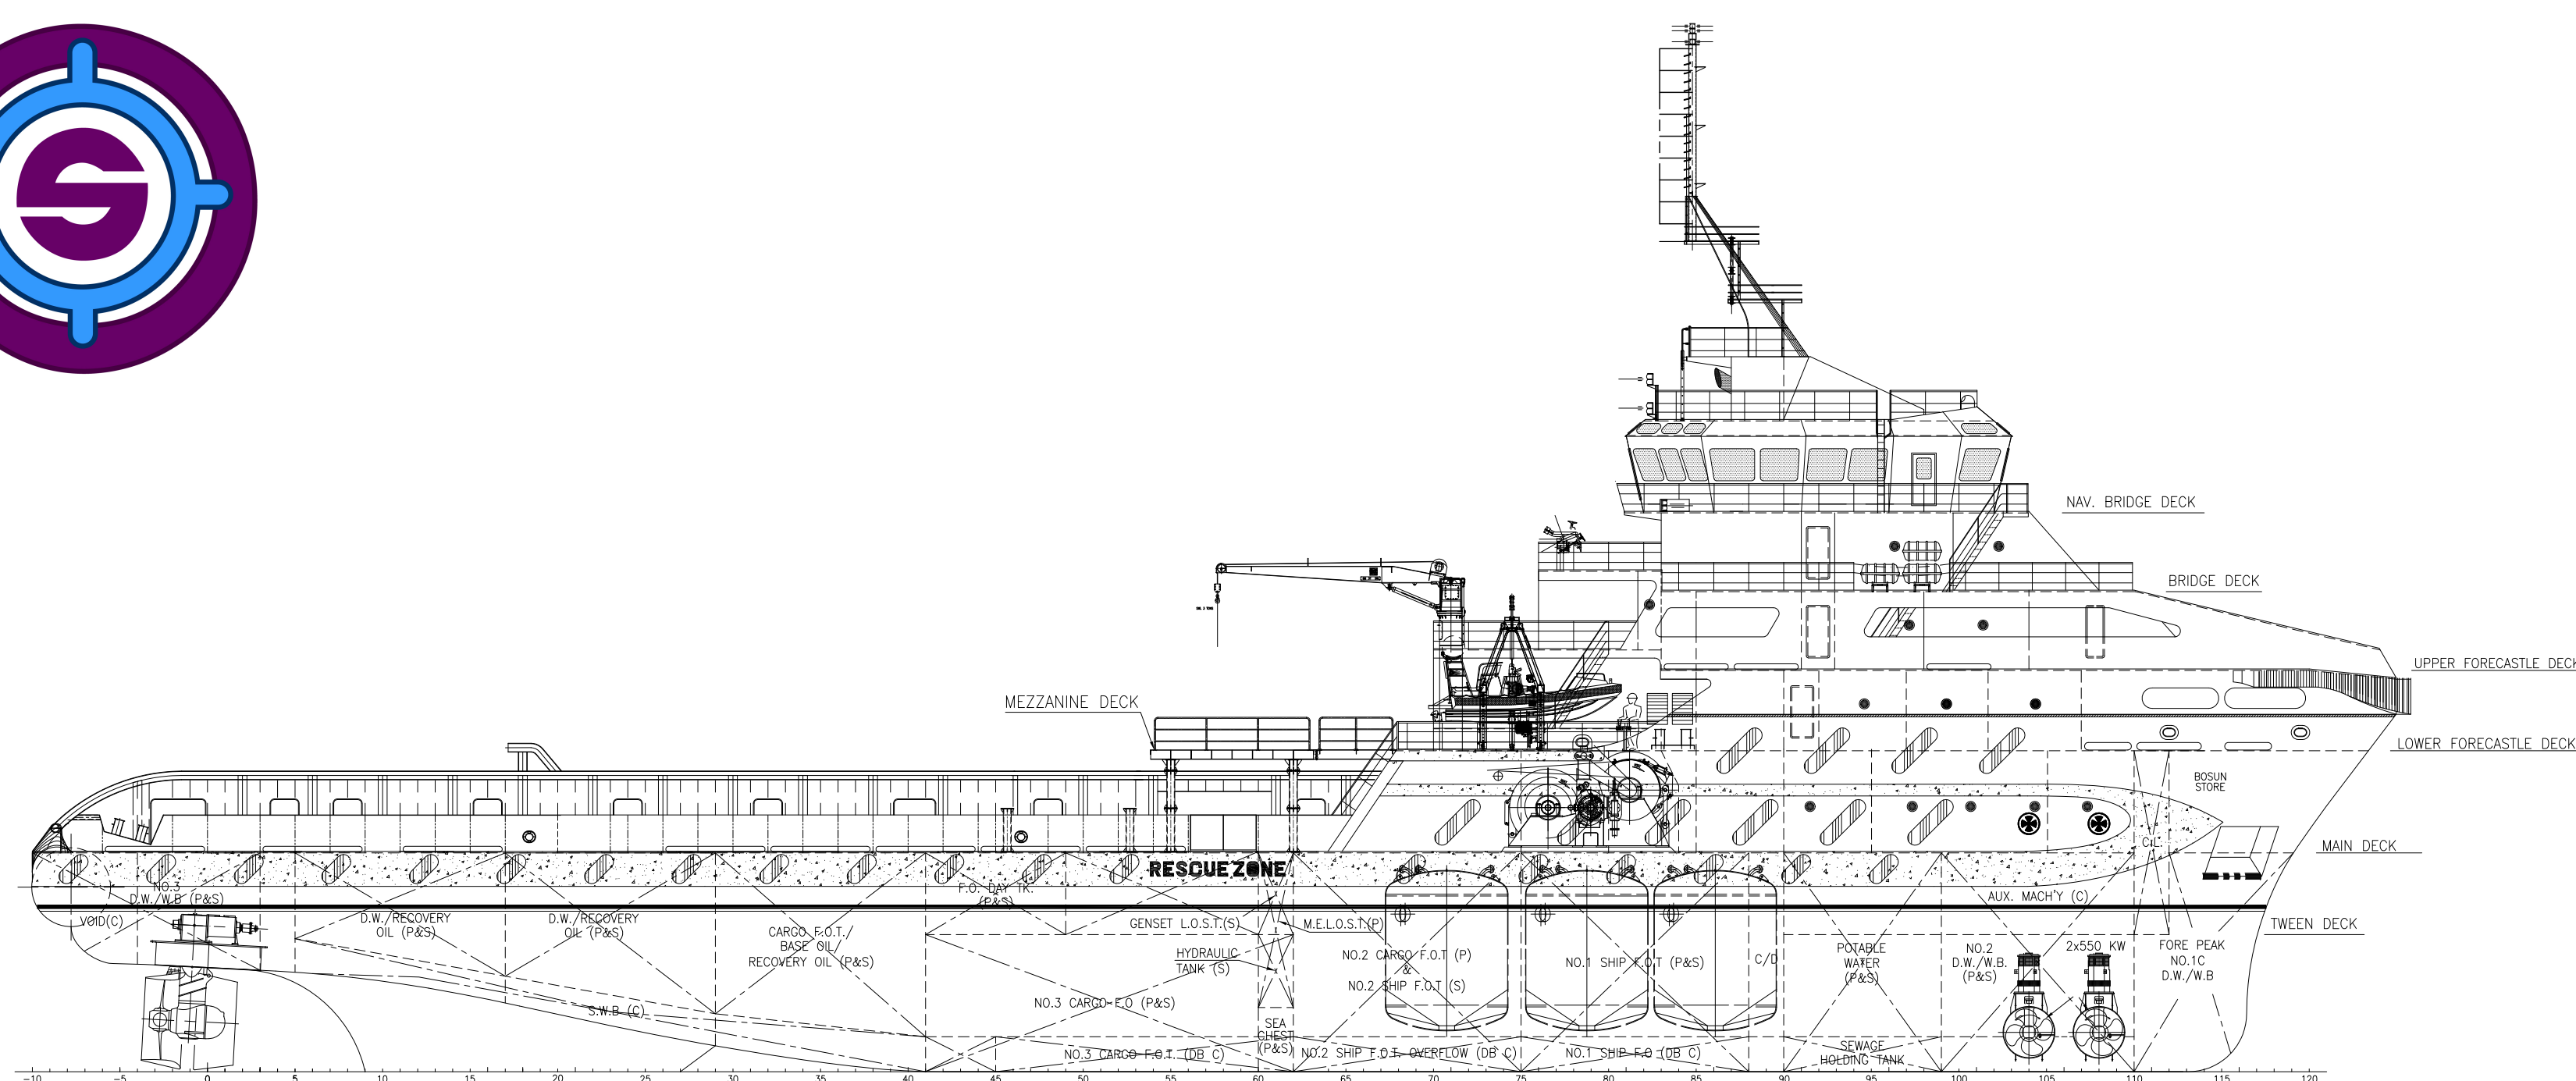 NAV. BRIDGE DECK
BRIDGE DECK
UPPER FORECASTLE DECK
MEZZANINE DECK
LOWER FORECASTLE DECK
BOSUN
STORE
C.L.
MAIN DECK
RESCUE ZONE
NO.3
D.W./W.B (P&S)
VOID(C)
D.W./RECOVERY
OIL (P&S)
D.W./RECOVERY
OIL (P&S)
CARGO F.O.T./
BASE OIL/
RECOVERY OIL (P&S)
F.O. DAY TK.
(P&S)
GENSET L.O.S.T.(S)
M.E.L.O.S.T.(P)
HYDRAULIC
TANK (S)
NO.2 CARGO F.O.T (P)
&
NO.2 SHIP F.O.T (S)
NO.1 SHIP F.O.T (P&S)
C/D
POTABLE
WATER
(P&S)
AUX. MACH'Y (C)
NO.2
D.W./W.B.
(P&S)
2x550 KW
FORE PEAK
NO.1C
D.W./W.B
TWEEN DECK
S.W.B (C)
NO.3 CARGO F.O (P&S)
SEA
CHEST
(P&S)
NO.3 CARGO F.O.T. (DB C)
NO.2 SHIP F.O.T. OVERFLOW (DB C)
NO.1 SHIP F.O (DB C)
SEWAGE
HOLDING TANK
-10 -5 0 5 10 15 20 25 30 35 40 45 50 55 60 65 70 75 80 85 90 95 100 105 110 115 120